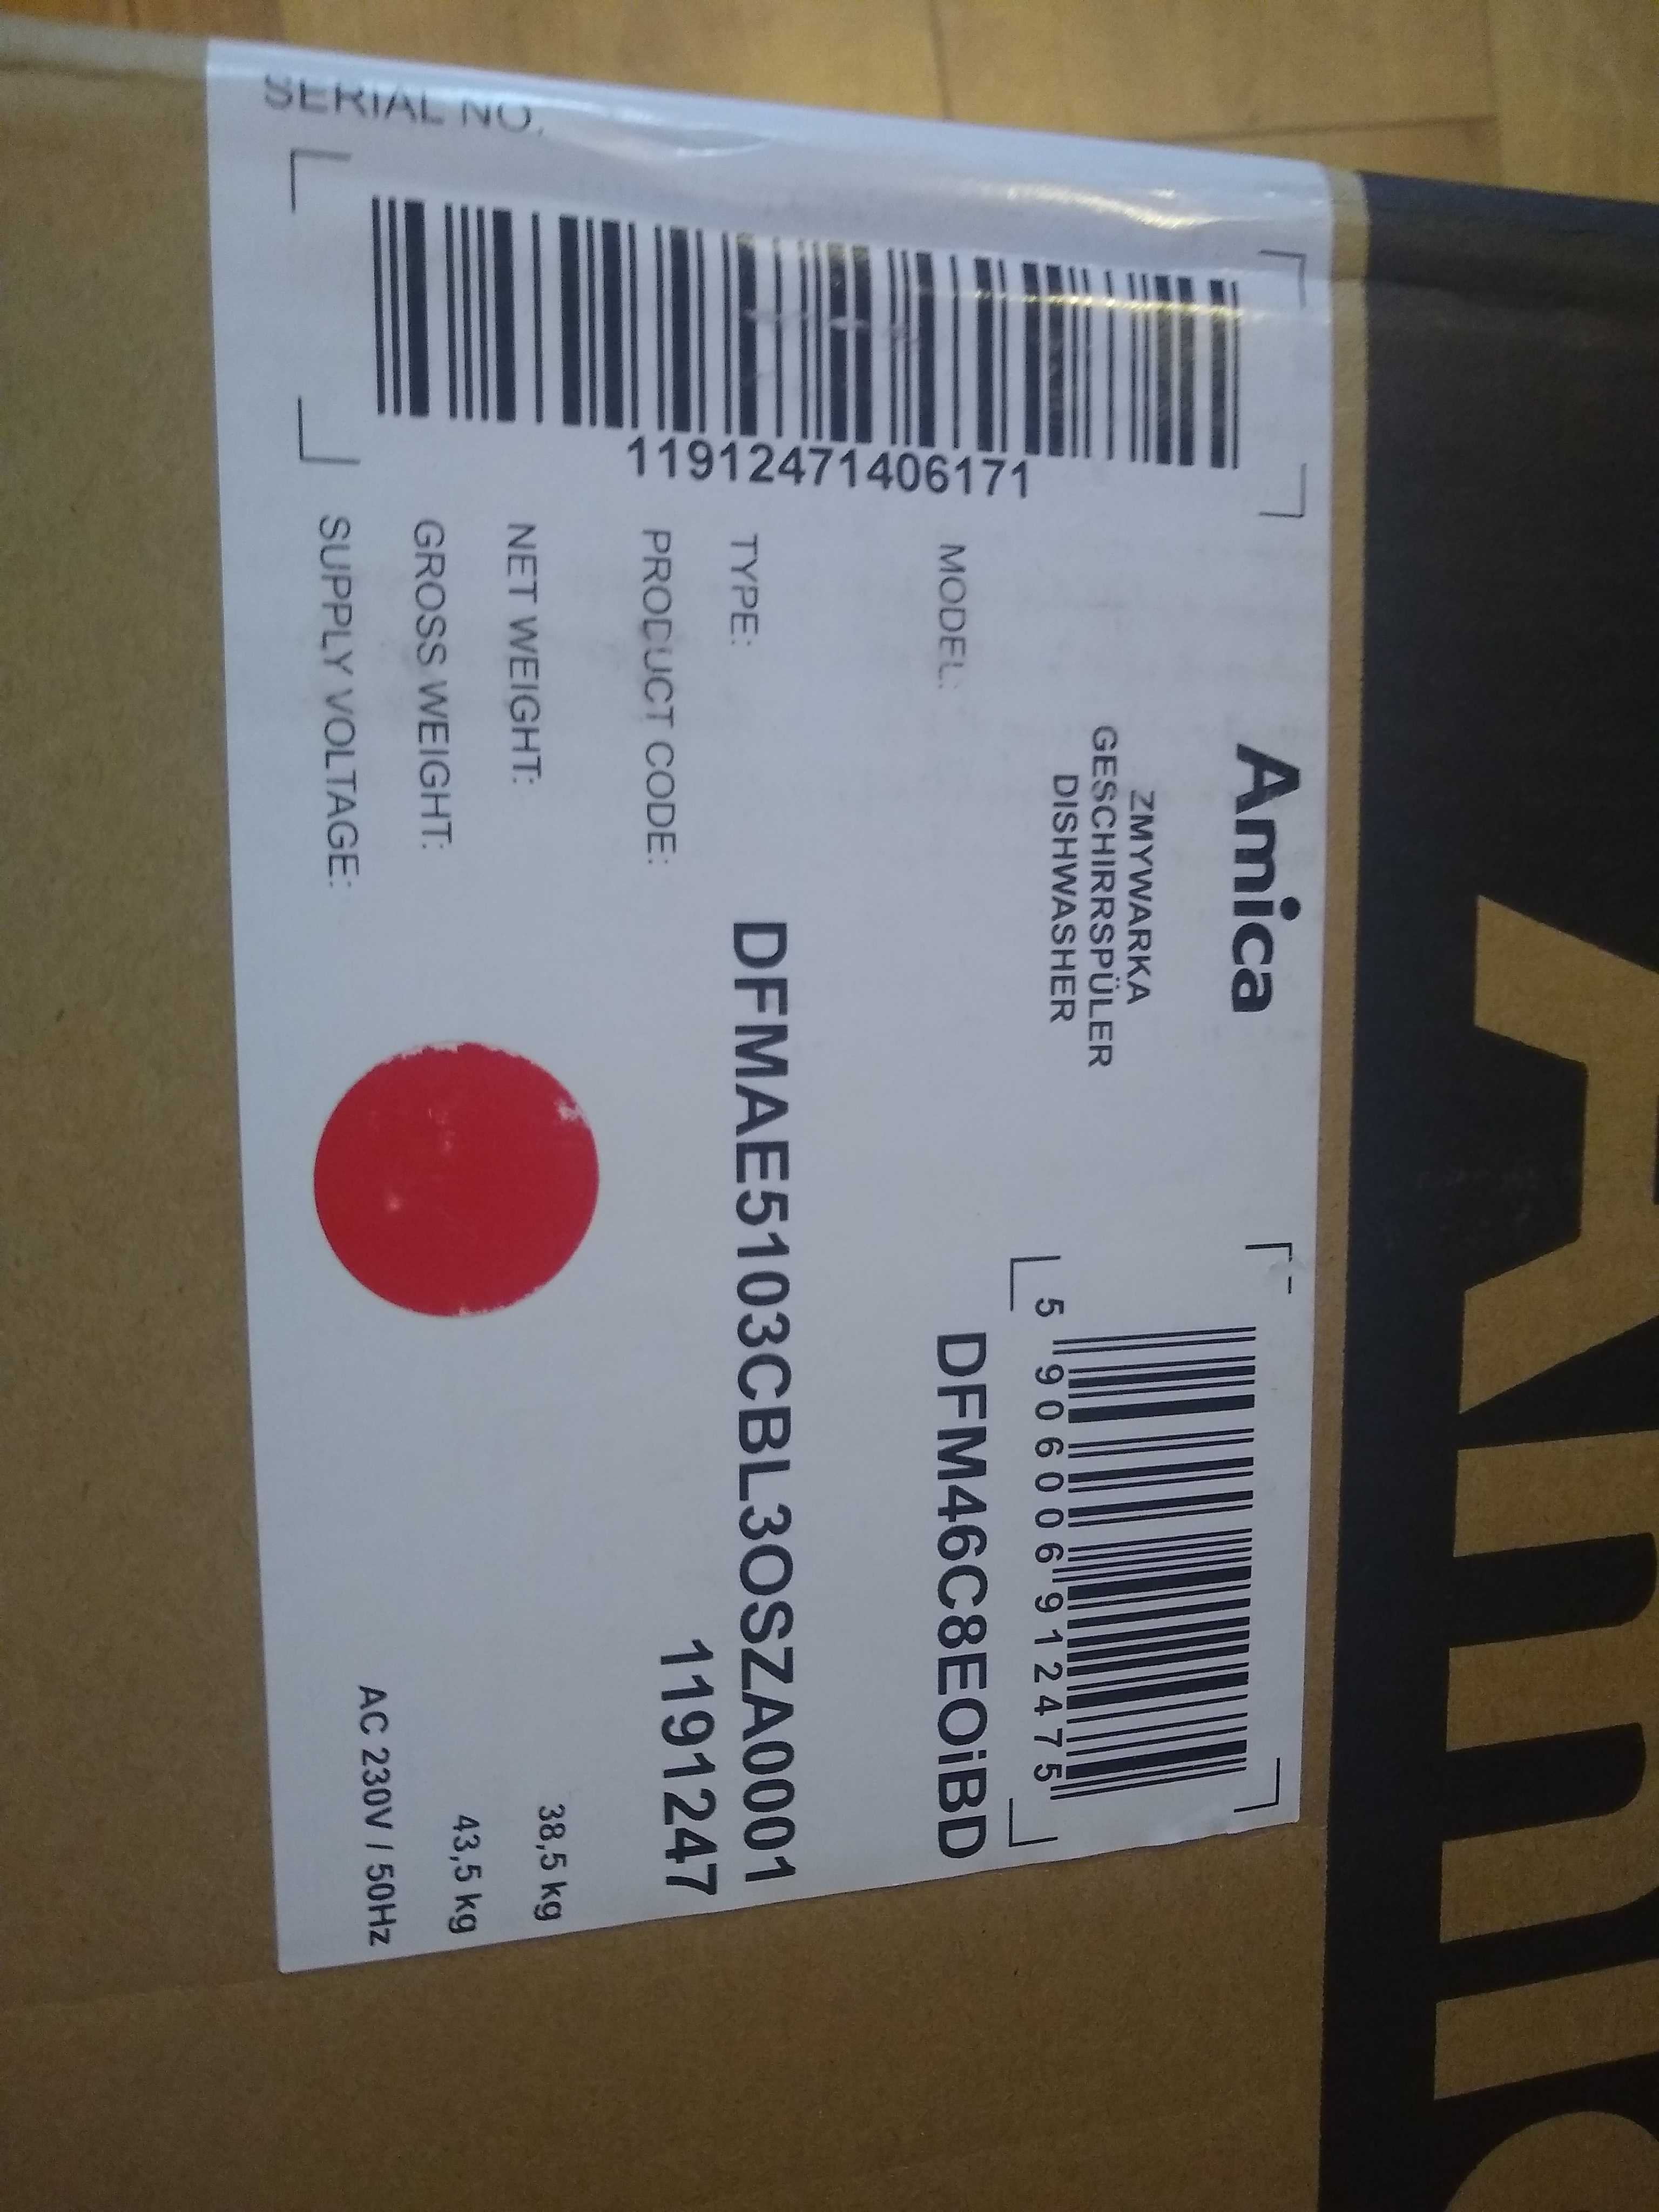 Amica
ZMYWARKA
GESCHIRRSPÜLER
DISHWASHER
5 906006 912475
MODEL: DFM46C8EOiBD
TYPE: DFMAE5103CBL3OSZA0001
PRODUCT CODE: 1191247
NET WEIGHT: 38,5 kg
GROSS WEIGHT: 43,5 kg
SUPPLY VOLTAGE: AC 230V / 50Hz
SERIAL NO.
11912471406171